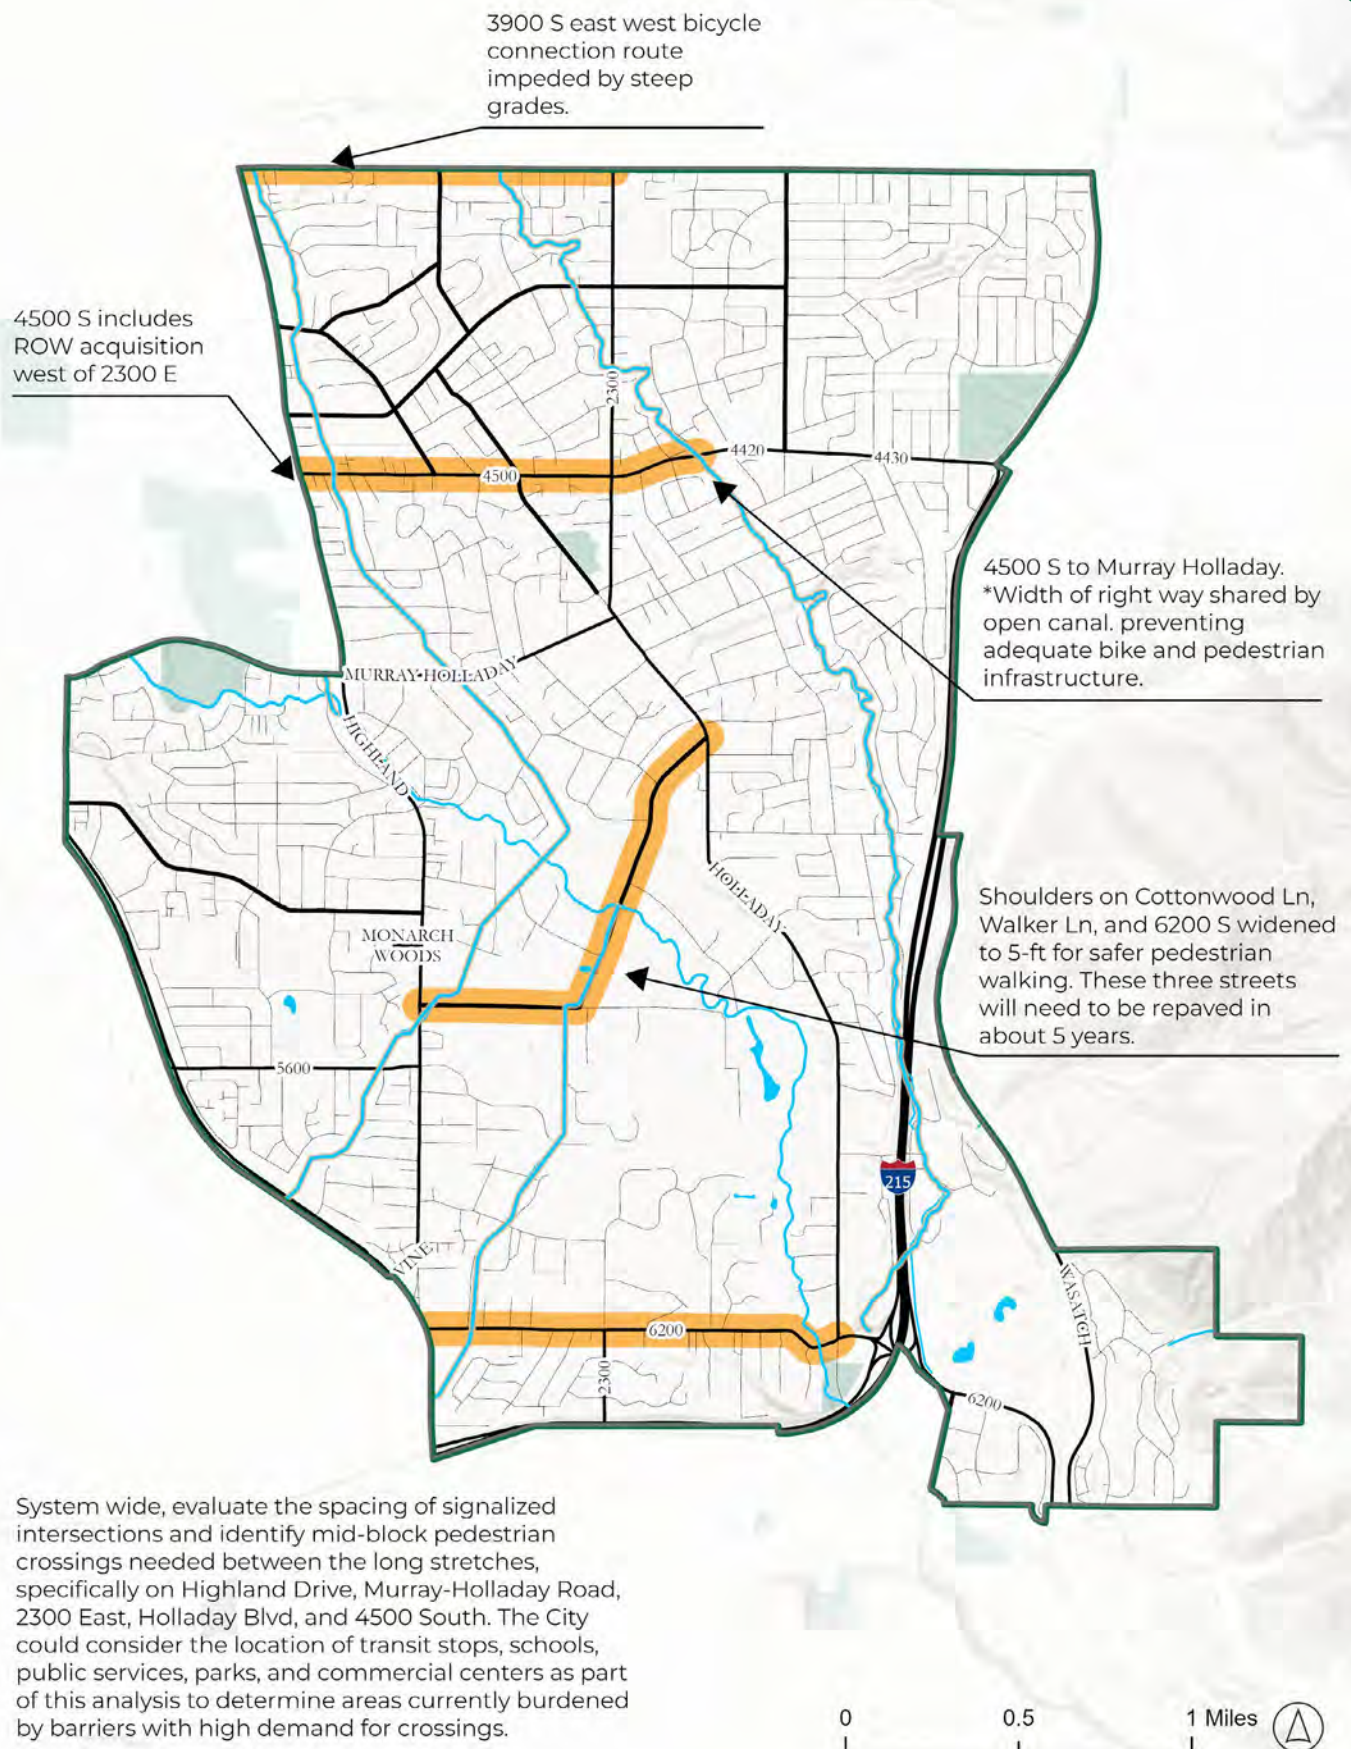 3900 S east west bicycle
connection route
impeded by steep
grades.
4500 S includes
ROW acquisition
west of 2300 E
2300
4420
4430
4500
4500 S to Murray Holladay.
*Width of right way shared by
open canal. preventing
adequate bike and pedestrian
infrastructure.
MURRAY-HOLLADAY
HIGHLAND
HOLLADAY
Shoulders on Cottonwood Ln,
Walker Ln, and 6200 S widened
to 5-ft for safer pedestrian
walking. These three streets
will need to be repaved in
about 5 years.
MONARCH
WOODS
5600
215
VINE
WASATCH
6200
2300
6200
System wide, evaluate the spacing of signalized
intersections and identify mid-block pedestrian
crossings needed between the long stretches,
specifically on Highland Drive, Murray-Holladay Road,
2300 East, Holladay Blvd, and 4500 South. The City
could consider the location of transit stops, schools,
public services, parks, and commercial centers as part
of this analysis to determine areas currently burdened
by barriers with high demand for crossings.
0 0.5 1 Miles